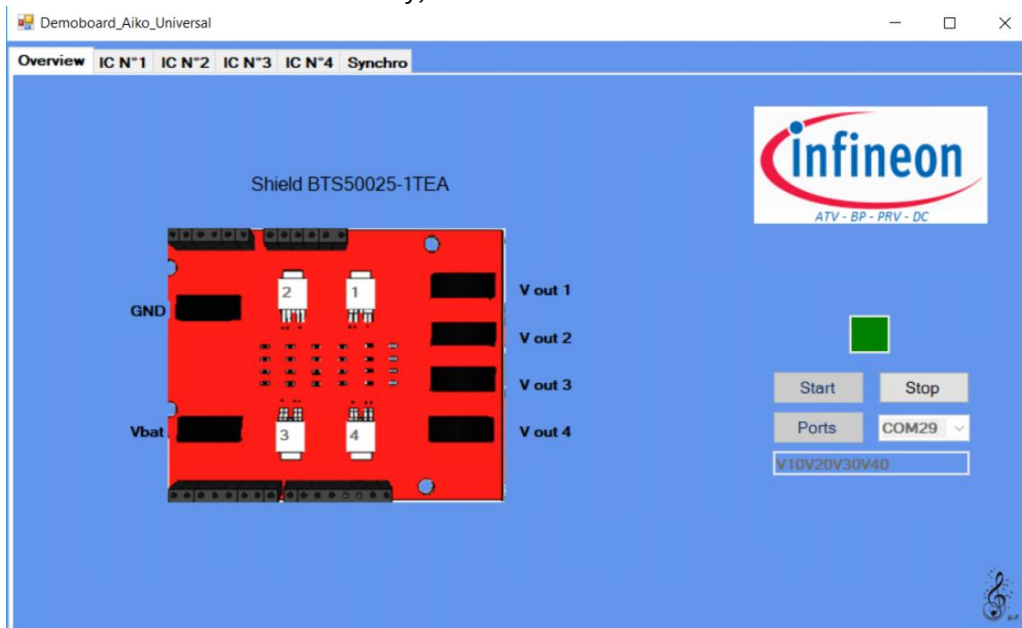 Demoboard_Aiko_Universal
Overview IC N°1 IC N°2 IC N°3 IC N°4 Synchro
infineon
ATV - BP - PRV - DC
Shield BTS50025-1TEA
2 1
V out 1
GND
V out 2
V out 3
Start Stop
Vbat
3 4
V out 4
Ports COM29
V10V20V30V40